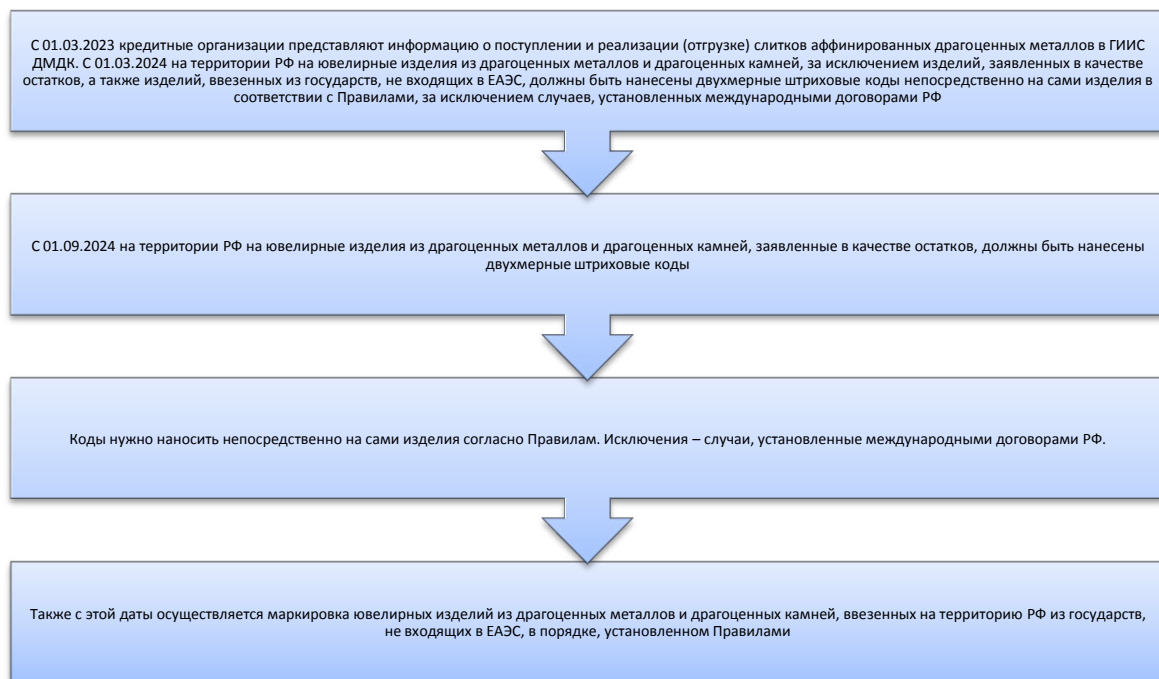 С 01.03.2023 кредитные организации представляют информацию о поступлении и реализации (отгрузке) слитков аффинированных драгоценных металлов в ГИИС
ДМДК. С 01.03.2024 на территории РФ на ювелирные изделия из драгоценных металлов и драгоценных камней, за исключением изделий, заявленных в качестве
остатков, а также изделий, ввезенных из государств, не входящих в ЕАЭС, должны быть нанесены двухмерные штриховые коды непосредственно на сами изделия в
соответствии с Правилами, за исключением случаев, установленных международными договорами РФ
С 01.09.2024 на территории РФ на ювелирные изделия из драгоценных металлов и драгоценных камней, заявленные в качестве остатков, должны быть нанесены
двухмерные штриховые коды
Коды нужно наносить непосредственно на сами изделия согласно Правилам. Исключения – случаи, установленные международными договорами РФ.
Также с этой даты осуществляется маркировка ювелирных изделий из драгоценных металлов и драгоценных камней, ввезенных на территорию РФ из государств,
не входящих в ЕАЭС, в порядке, установленном Правилами